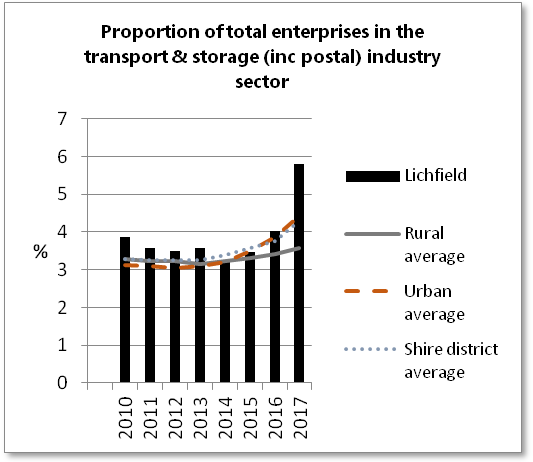 Proportion of total enterprises in the
transport & storage (inc postal) industry
sector
7
6
5
4
3
2
1
0
%
2010
2011
2012
2013
2014
2015
2016
2017
Lichfield
Rural
average
Urban
average
Shire district
average